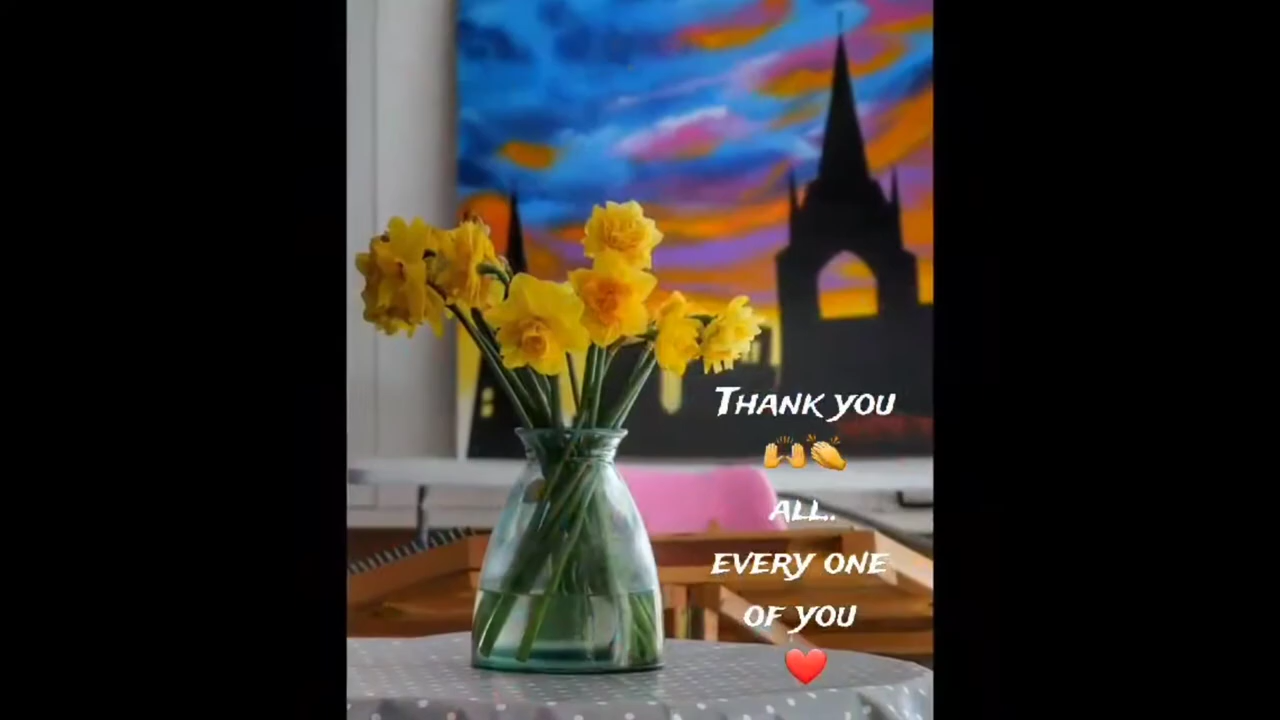 THANK YOU
🙌👏
ALL.
EVERY ONE
OF YOU
❤️